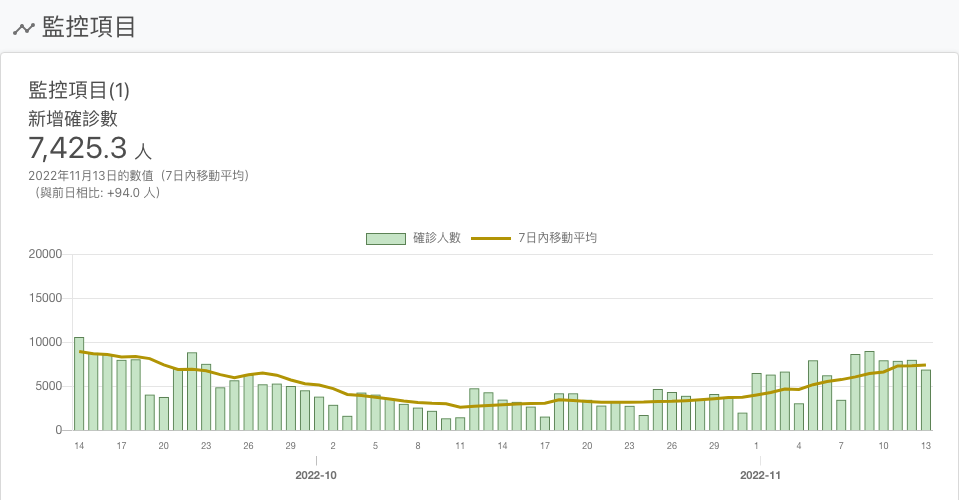 監控項目
監控項目(1)
新增確診數
7,425.3 人
2022年11月13日的數值（7日內移動平均）
（與前日相比: +94.0 人）
確診人數 7日內移動平均
20000
15000
10000
5000
0
14 17 20 23 26 29 2 5 8 11 14 17 20 23 26 29 1 4 7 10 13
2022-10 2022-11